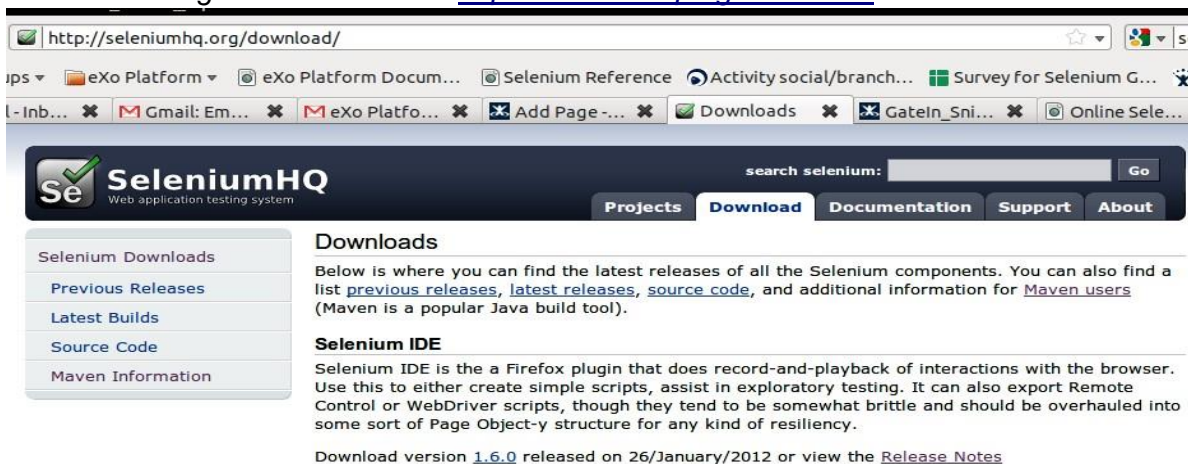 http://seleniumhq.org/download/
ups eXo Platform eXo Platform Docum... Selenium Reference Activity social/branch... Survey for Selenium G...
l - Inb... Gmail: Em... eXo Platfo... Add Page -... Downloads GateIn_Sni... Online Sele...
Se SeleniumHQ
Web application testing system
search selenium: Go
Projects Download Documentation Support About
Selenium Downloads
Previous Releases
Latest Builds
Source Code
Maven Information
Downloads
Below is where you can find the latest releases of all the Selenium components. You can also find a
list previous releases, latest releases, source code, and additional information for Maven users
(Maven is a popular Java build tool).
Selenium IDE
Selenium IDE is the a Firefox plugin that does record-and-playback of interactions with the browser.
Use this to either create simple scripts, assist in exploratory testing. It can also export Remote
Control or WebDriver scripts, though they tend to be somewhat brittle and should be overhauled into
some sort of Page Object-y structure for any kind of resiliency.
Download version 1.6.0 released on 26/January/2012 or view the Release Notes